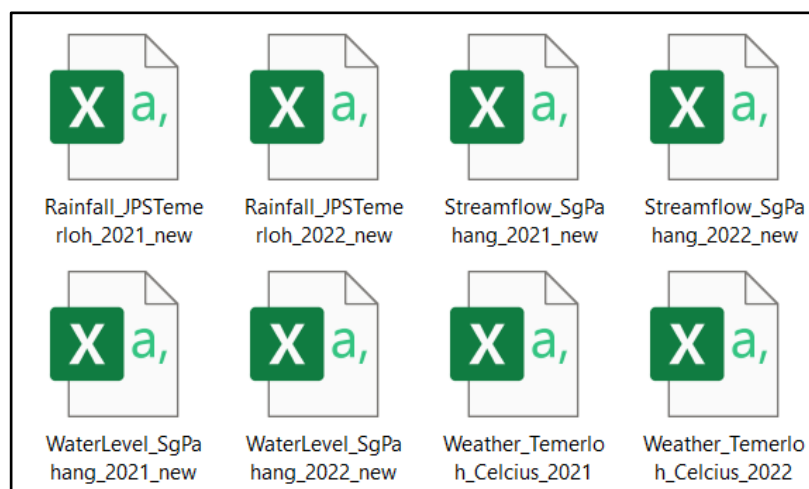 X a, X a, X a, X a,
Rainfall_JPSTeme Rainfall_JPSTeme Streamflow_SgPa Streamflow_SgPa
rloh_2021_new rloh_2022_new hang_2021_new hang_2022_new
X a, X a, X a, X a,
WaterLevel_SgPa WaterLevel_SgPa Weather_Temerlo Weather_Temerlo
hang_2021_new hang_2022_new h_Celcius_2021 h_Celcius_2022